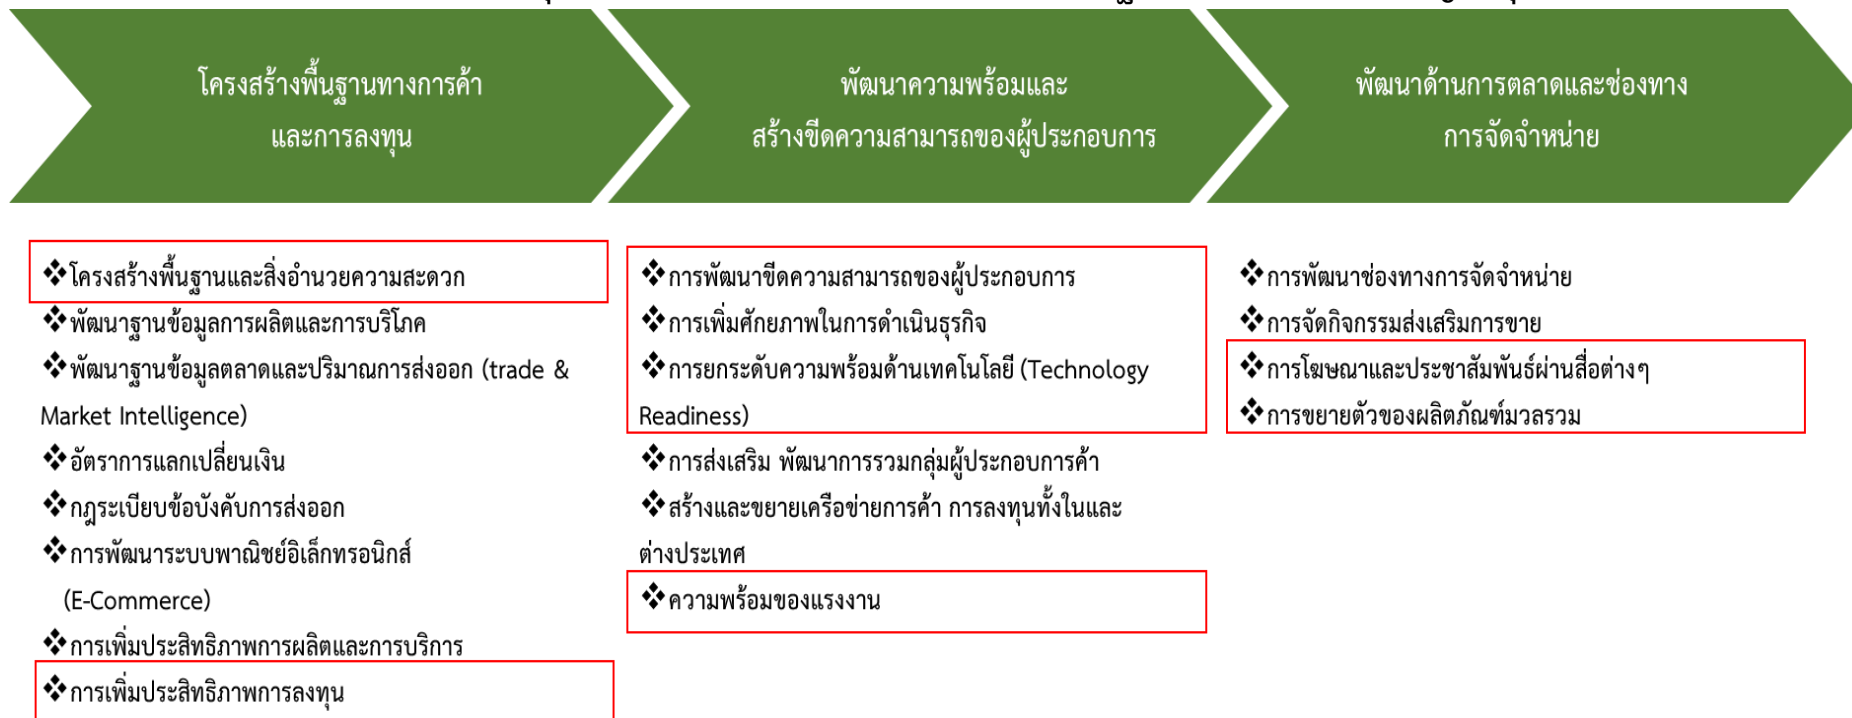 โครงสร้างพื้นฐานทางการค้า
และการลงทุน
พัฒนาความพร้อมและ
สร้างขีดความสามารถของผู้ประกอบการ
พัฒนาด้านการตลาดและช่องทาง
การจัดจำหน่าย
❖โครงสร้างพื้นฐานและสิ่งอำนวยความสะดวก
❖พัฒนาฐานข้อมูลการผลิตและการบริโภค
❖พัฒนาฐานข้อมูลตลาดและปริมาณการส่งออก (trade &
Market Intelligence)
❖อัตราการแลกเปลี่ยนเงิน
❖กฎระเบียบข้อบังคับการส่งออก
❖การพัฒนาระบบพาณิชย์อิเล็กทรอนิกส์
(E-Commerce)
❖การเพิ่มประสิทธิภาพการผลิตและการบริการ
❖การเพิ่มประสิทธิภาพการลงทุน
❖การพัฒนาขีดความสามารถของผู้ประกอบการ
❖การเพิ่มศักยภาพในการดำเนินธุรกิจ
❖การยกระดับความพร้อมด้านเทคโนโลยี (Technology
Readiness)
❖การส่งเสริม พัฒนาการรวมกลุ่มผู้ประกอบการค้า
❖สร้างและขยายเครือข่ายการค้า การลงทุนทั้งในและ
ต่างประเทศ
❖ความพร้อมของแรงงาน
❖การพัฒนาช่องทางการจัดจำหน่าย
❖การจัดกิจกรรมส่งเสริมการขาย
❖การโฆษณาและประชาสัมพันธ์ผ่านสื่อต่างๆ
❖การขยายตัวของผลิตภัณฑ์มวลรวม